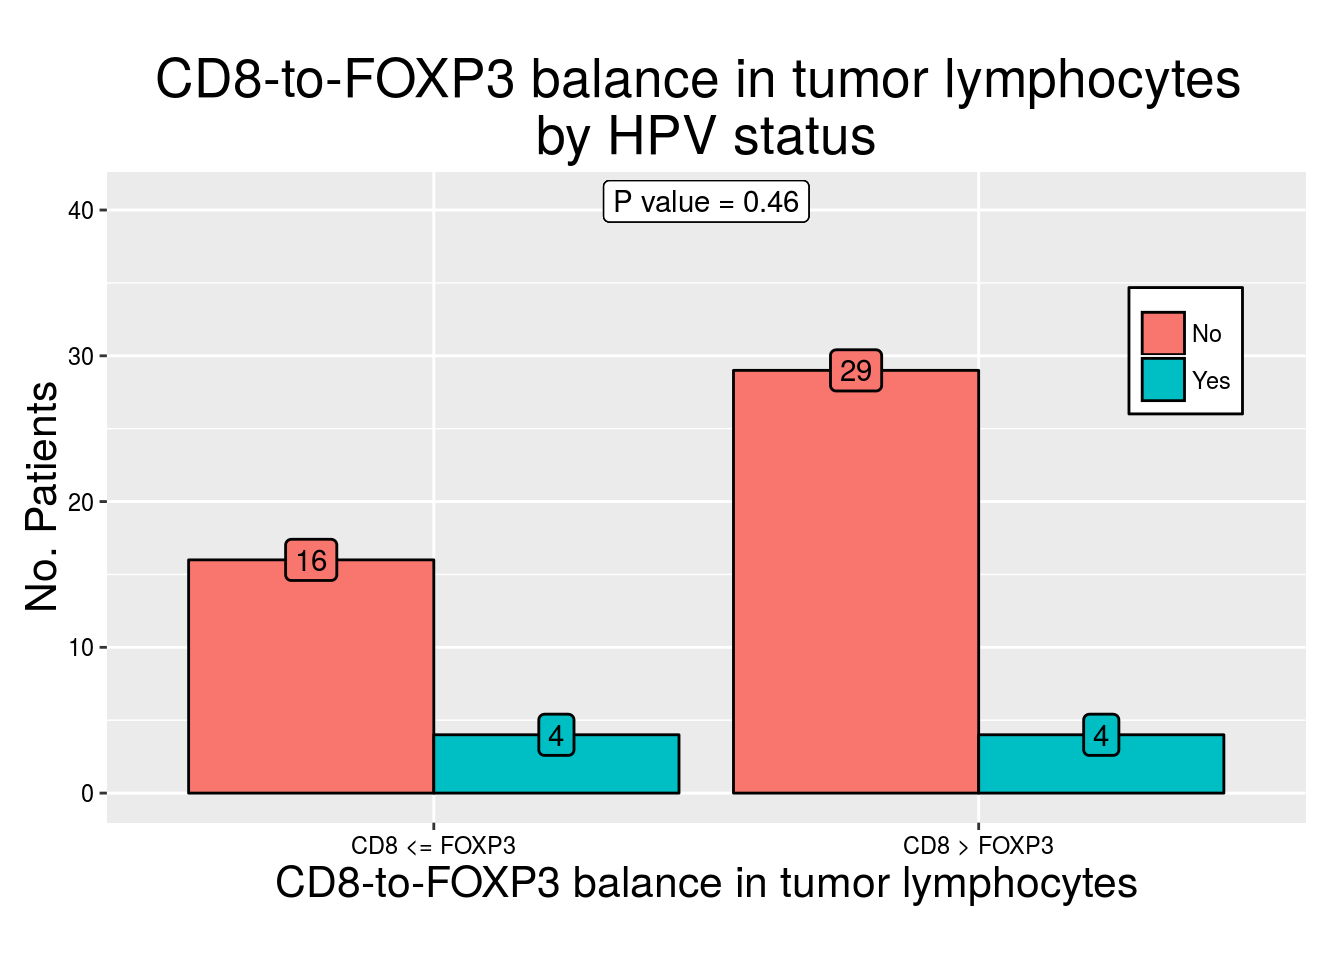 CD8-to-FOXP3 balance in tumor lymphocytes
by HPV status
P value = 0.46
40
30
20
10
0
No. Patients
No
Yes
29
16
4
4
CD8 <= FOXP3
CD8 > FOXP3
CD8-to-FOXP3 balance in tumor lymphocytes